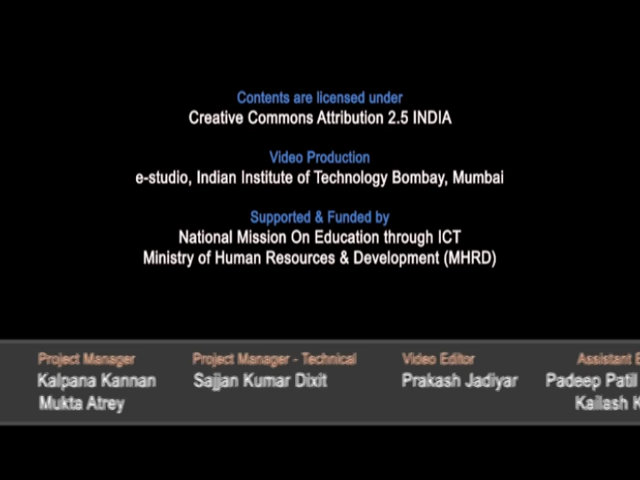 Contents are licensed under
Creative Commons Attribution 2.5 INDIA
Video Production
e-studio, Indian Institute of Technology Bombay, Mumbai
Supported & Funded by
National Mission On Education through ICT
Ministry of Human Resources & Development (MHRD)
Project Manager Project Manager - Technical Video Editor Assistant
Kalpana Kannan Sajjan Kumar Dixit Prakash Jadiyar Padeep Patil
Mukta Atrey Kailash